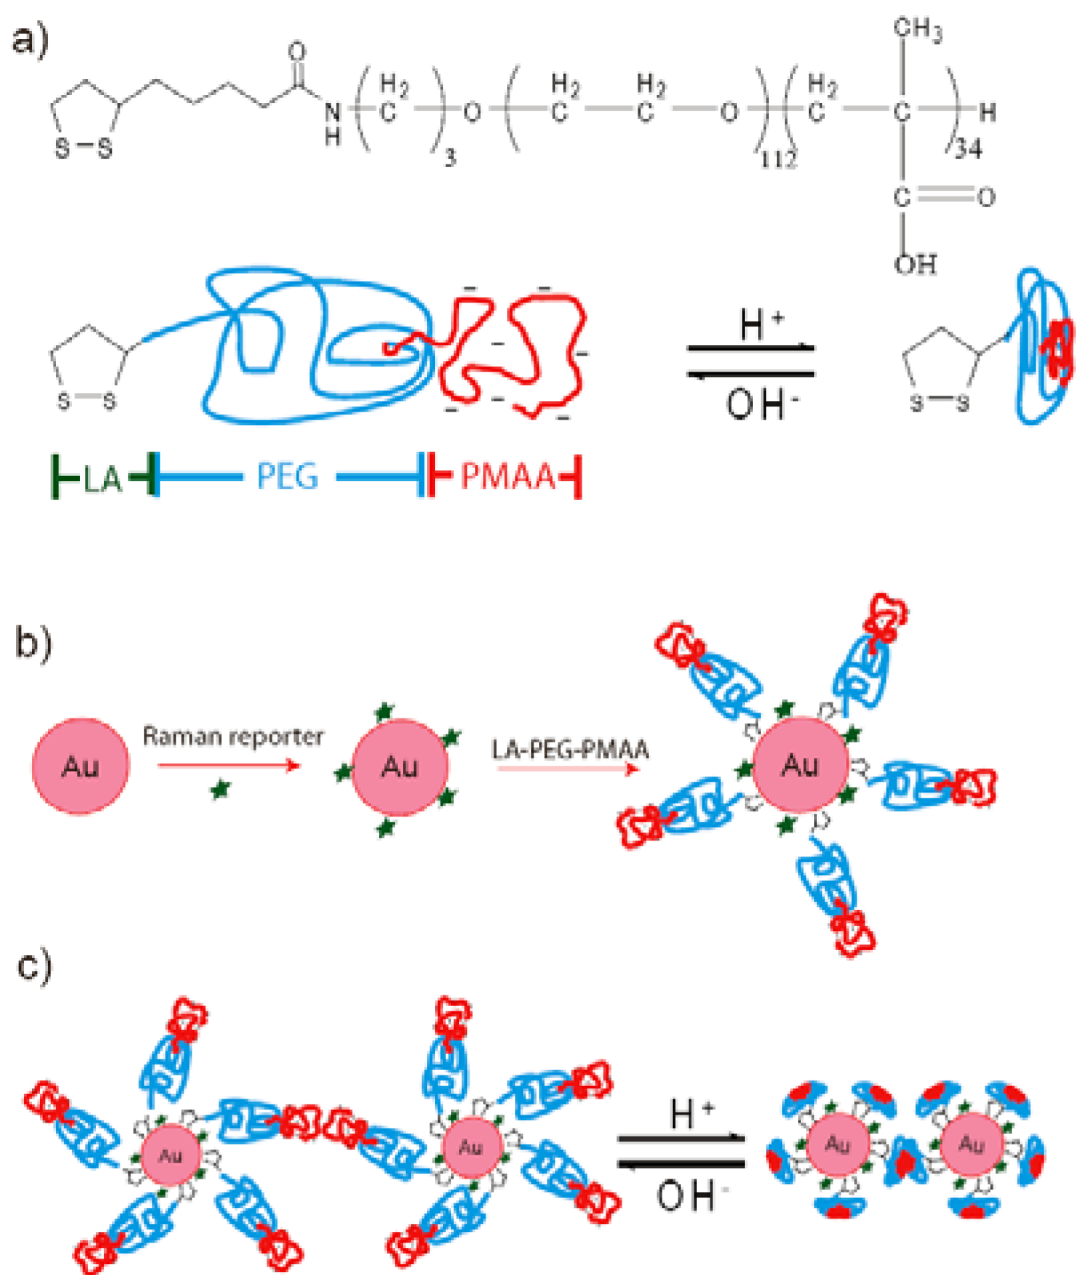 a)
CH3
O
H2 H2 H2 H2
N C O C C O C C H
H
3 112 34
S-S
C O
OH
H+
OH-
S S
S S
LA PEG PMAA
b)
Raman reporter LA-PEG-PMAA
Au Au Au
c)
Au Au Au Au
H+
OH-